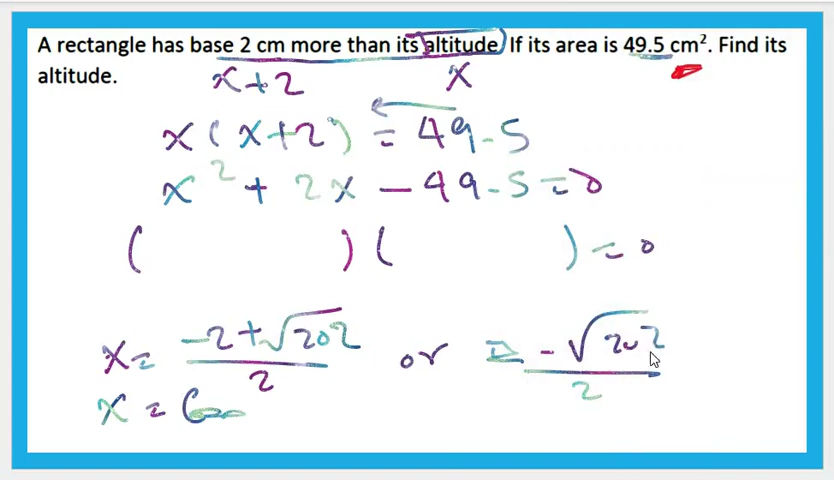 A rectangle has base 2 cm more than its altitude. If its area is 49.5 cm². Find its
altitude.
x+2 x
x(x+2) = 49.5
x² + 2x - 49.5 = 0
( ) ( ) = 0
x = -2+√202 / 2 or - √202 / 2
x =